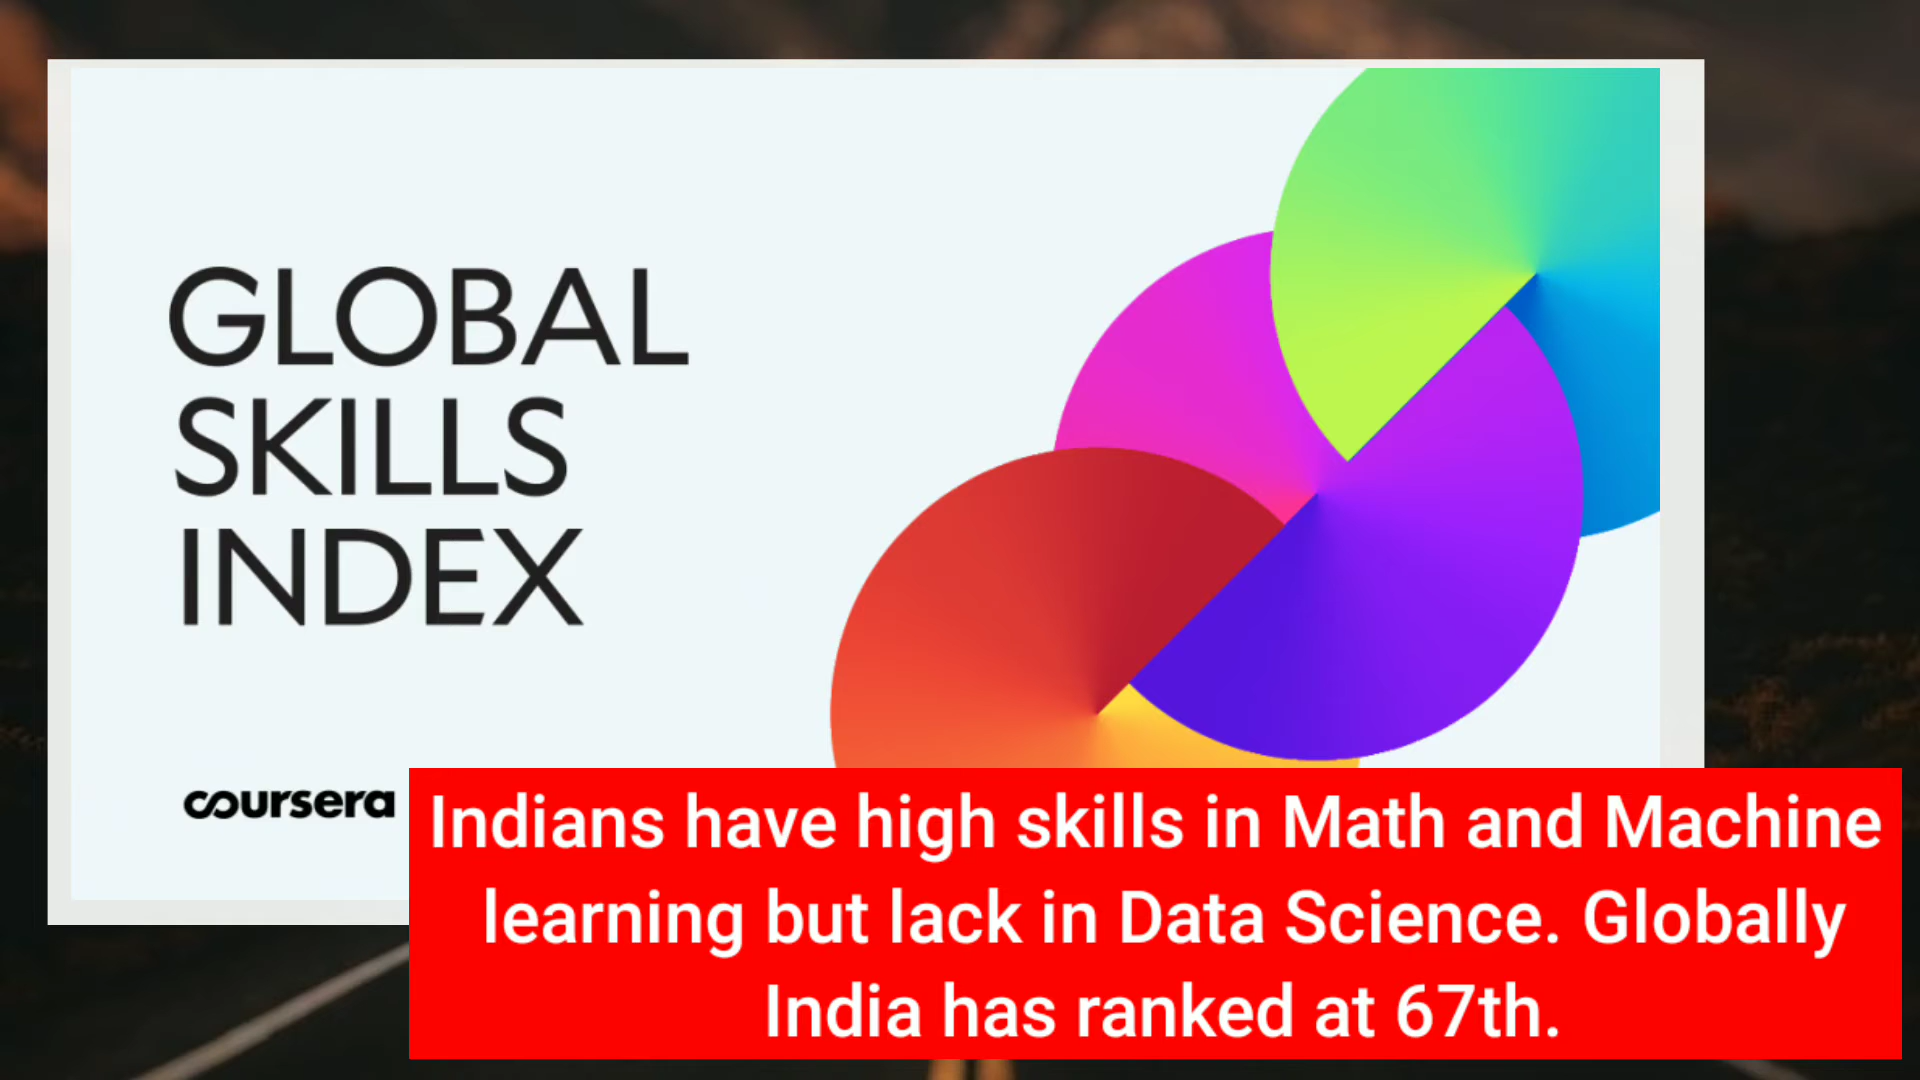 GLOBAL
SKILLS
INDEX
coursera
Indians have high skills in Math and Machine
learning but lack in Data Science. Globally
India has ranked at 67th.